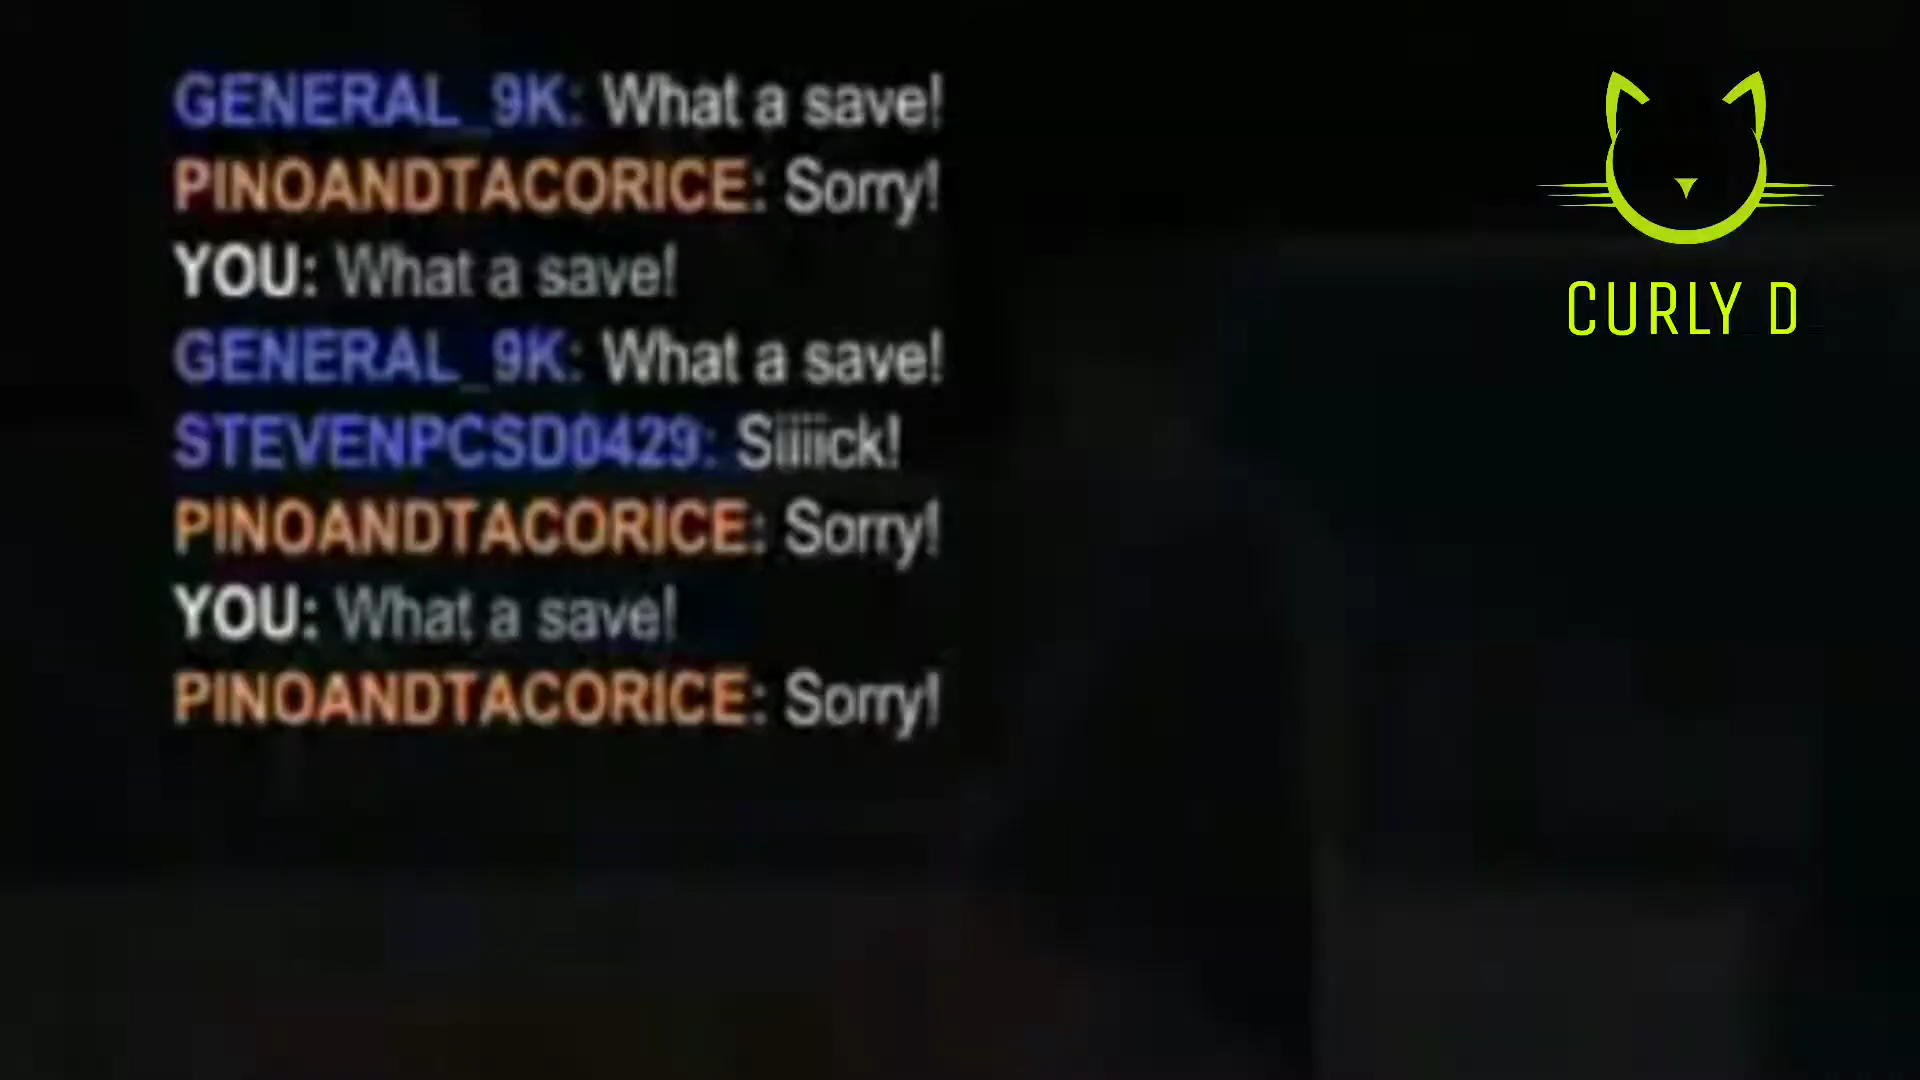 GENERAL_9K: What a save!
PINOANDTACORICE: Sorry!
YOU: What a save!
GENERAL_9K: What a save!
STEVENPCSD0429: Siiiick!
PINOANDTACORICE: Sorry!
YOU: What a save!
PINOANDTACORICE: Sorry!
CURLY D